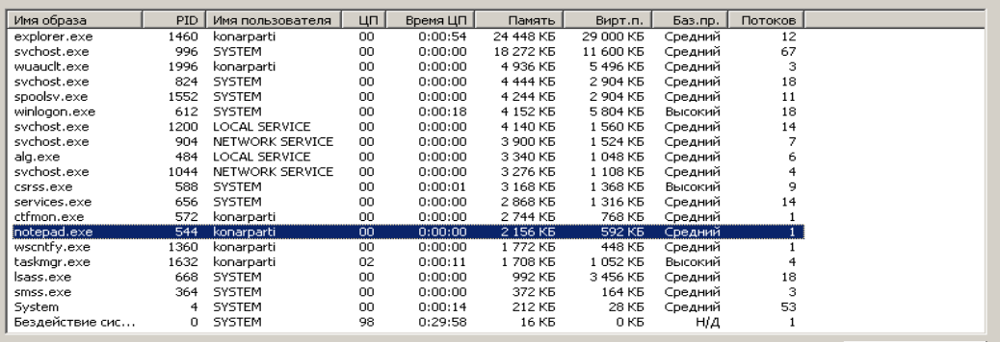 Имя образа PID Имя пользователя ЦП Время ЦП Память Вирт.п. Баз.пр. Потоков
explorer.exe 1460 konarparti 00 0:00:54 24 448 КБ 29 000 КБ Средний 12
svchost.exe 996 SYSTEM 00 0:00:00 18 272 КБ 11 600 КБ Средний 67
wuauclt.exe 1996 konarparti 00 0:00:00 4 936 КБ 5 496 КБ Средний 3
svchost.exe 824 SYSTEM 00 0:00:00 4 444 КБ 2 904 КБ Средний 18
spoolsv.exe 1552 SYSTEM 00 0:00:00 4 244 КБ 2 904 КБ Средний 11
winlogon.exe 612 SYSTEM 00 0:00:18 4 152 КБ 5 804 КБ Высокий 18
svchost.exe 1200 LOCAL SERVICE 00 0:00:00 4 140 КБ 1 560 КБ Средний 14
svchost.exe 904 NETWORK SERVICE 00 0:00:00 3 900 КБ 1 524 КБ Средний 7
alg.exe 484 LOCAL SERVICE 00 0:00:00 3 340 КБ 1 048 КБ Средний 6
svchost.exe 1044 NETWORK SERVICE 00 0:00:00 3 276 КБ 1 108 КБ Средний 4
csrss.exe 588 SYSTEM 00 0:00:01 3 168 КБ 1 368 КБ Высокий 9
services.exe 656 SYSTEM 00 0:00:00 2 868 КБ 1 316 КБ Средний 14
ctfmon.exe 572 konarparti 00 0:00:00 2 744 КБ 768 КБ Средний 1
notepad.exe 544 konarparti 00 0:00:00 2 156 КБ 592 КБ Средний 1
wscntfy.exe 1360 konarparti 00 0:00:00 1 772 КБ 448 КБ Средний 1
taskmgr.exe 1632 konarparti 02 0:00:11 1 708 КБ 1 052 КБ Высокий 4
lsass.exe 668 SYSTEM 00 0:00:00 992 КБ 3 456 КБ Средний 18
smss.exe 364 SYSTEM 00 0:00:00 372 КБ 164 КБ Средний 3
System 4 SYSTEM 00 0:00:14 212 КБ 28 КБ Средний 53
Бездействие сис... 0 SYSTEM 98 0:29:58 16 КБ 0 КБ Н/Д 1